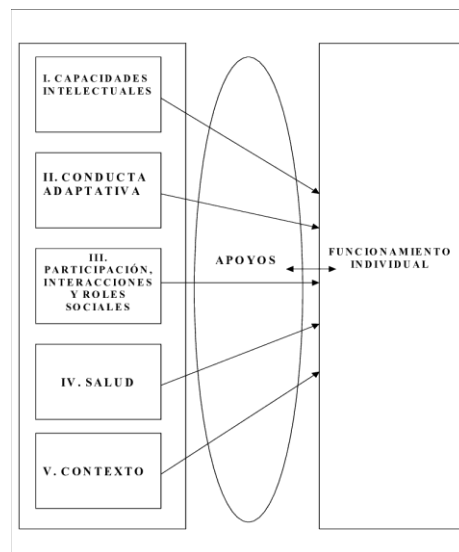 I. CAPACIDADES
INTELECTUALES
II. CONDUCTA
ADAPTATIVA
III.
PARTICIPACIÓN,
INTERACCIONES
Y ROLES
SOCIALES
IV. SALUD
V. CONTEXTO
APOYOS
FUNCIONAMIENTO
INDIVIDUAL